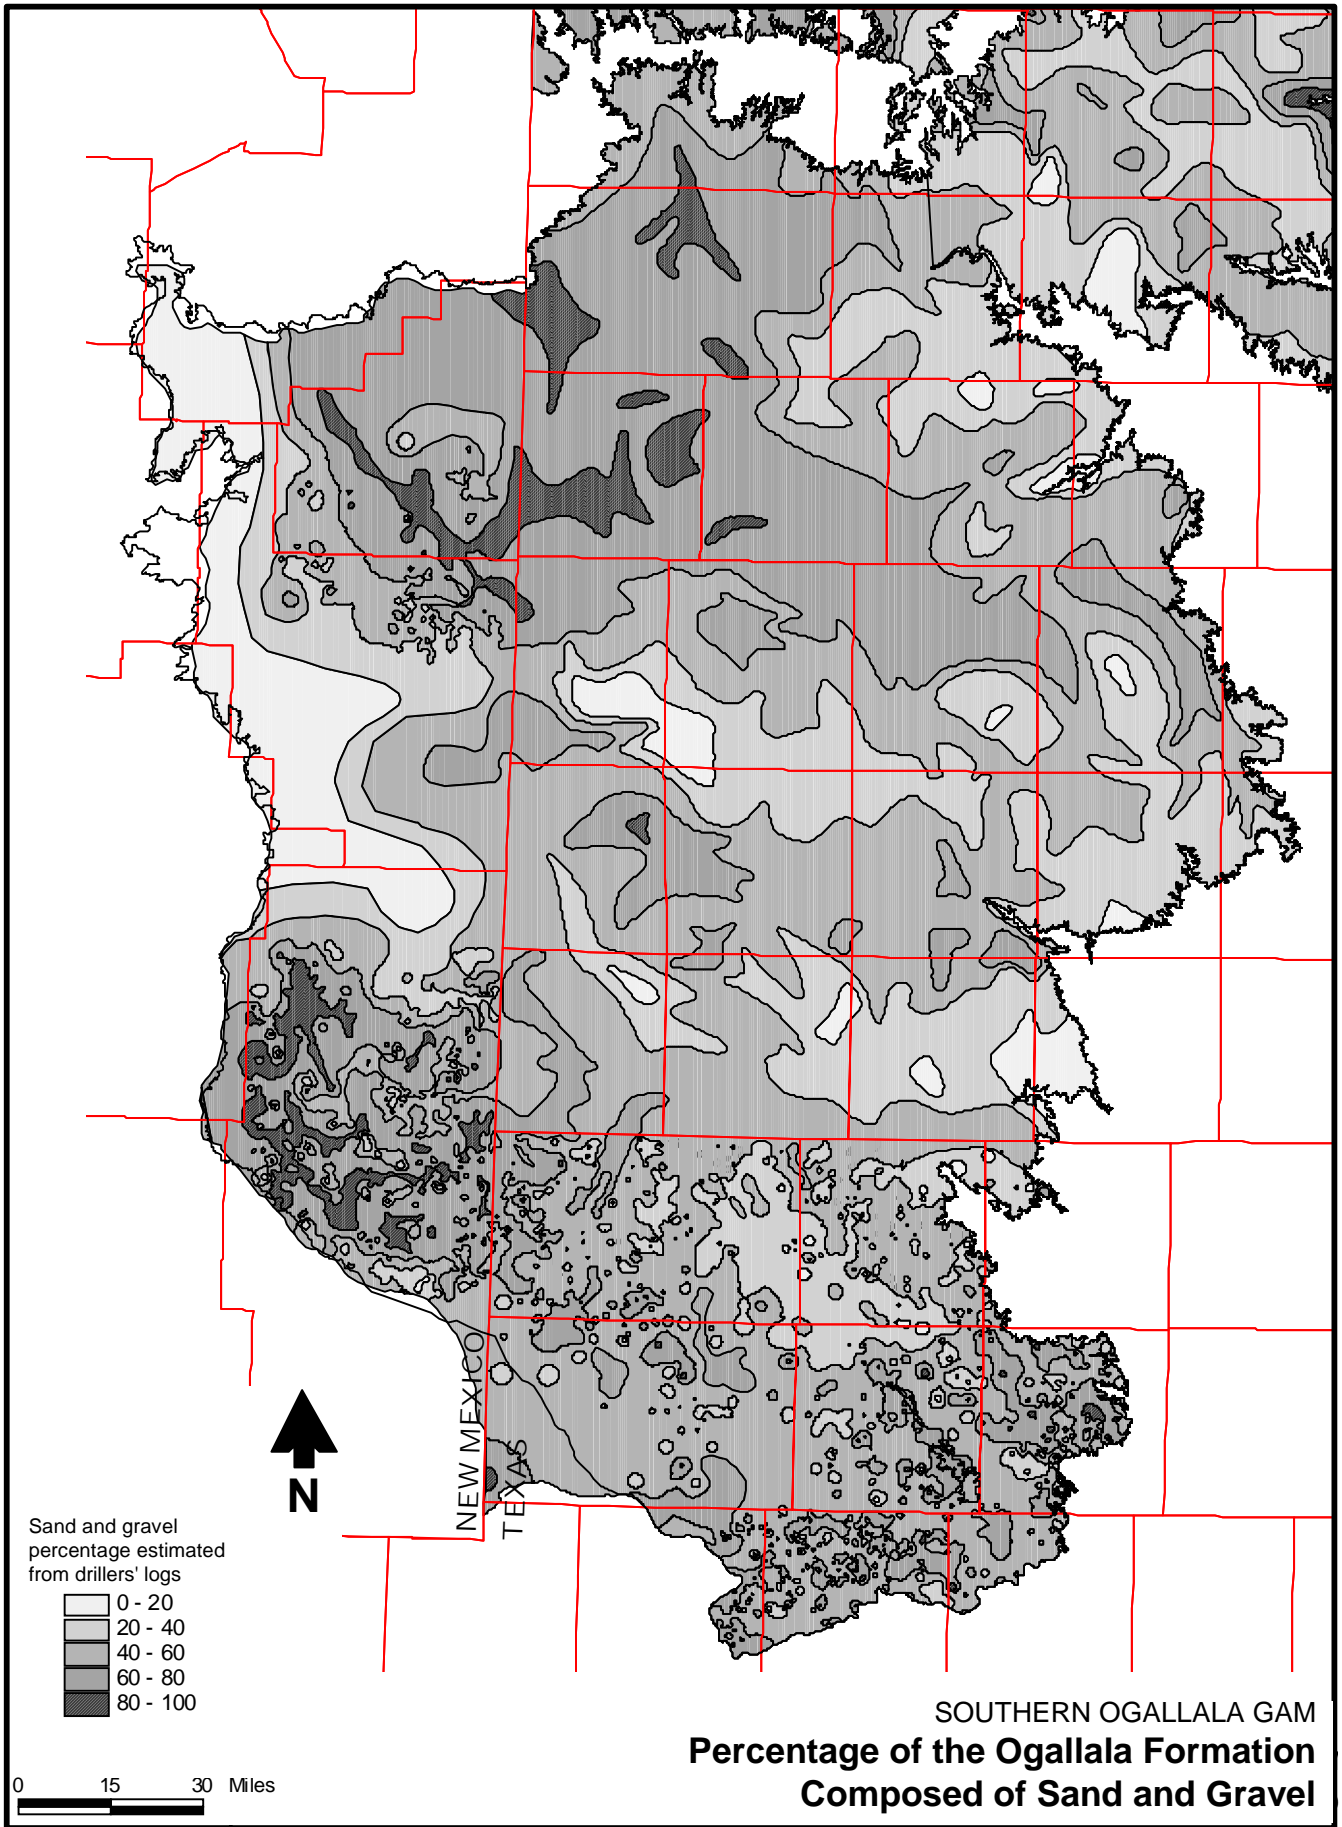 NEW MEXICO
TEXAS
N
Sand and gravel
percentage estimated
from drillers' logs
0 - 20
20 - 40
40 - 60
60 - 80
80 - 100
0 15 30 Miles
SOUTHERN OGALLALA GAM
Percentage of the Ogallala Formation
Composed of Sand and Gravel